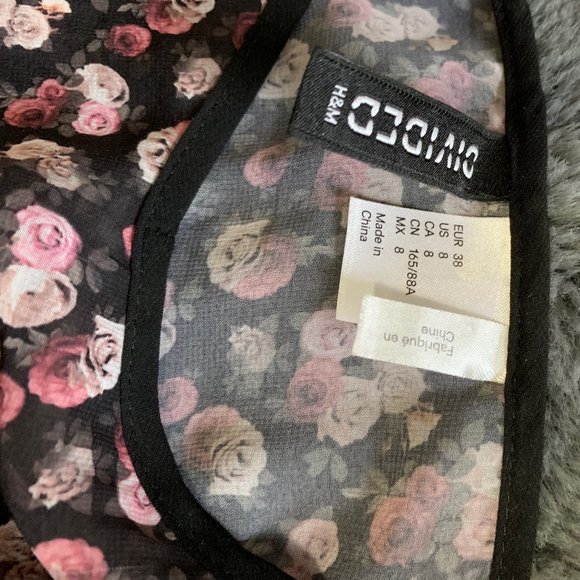 DIVIDED
H&M
EUR 38
US 8
CA 8
CN 165/88A
MX 8
Made in
China
Fabriqué en
Chine